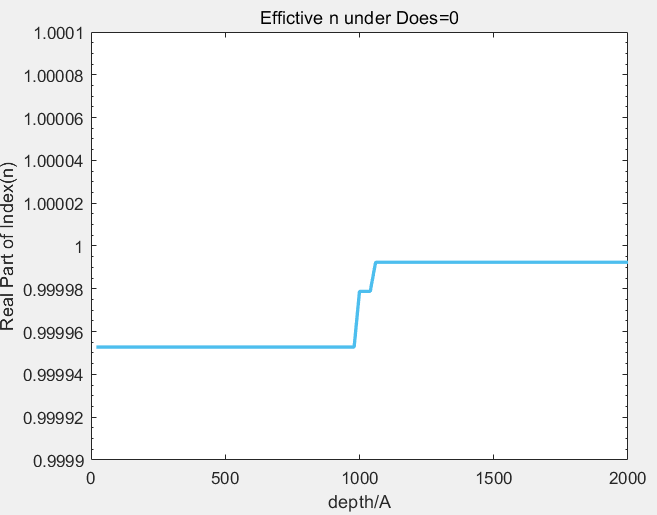 Effictive n under Does=0
1.0001
1.00008
1.00006
1.00004
1.00002
1
0.99998
0.99996
0.99994
0.99992
0.9999
Real Part of Index(n)
0 500 1000 1500 2000
depth/A